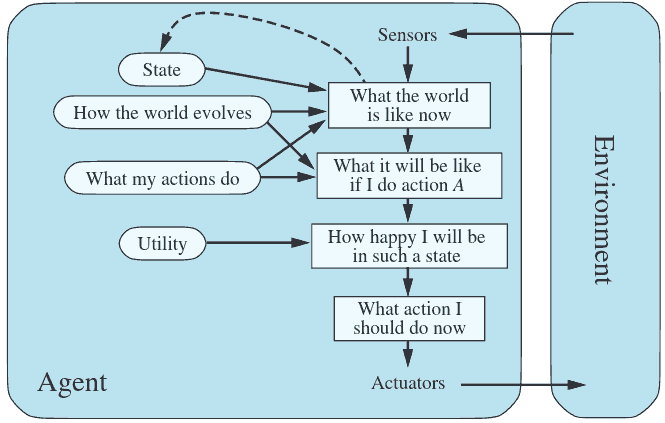 Sensors
State
What the world
is like now
How the world evolves
What my actions do
What it will be like
if I do action A
Utility
How happy I will be
in such a state
What action I
should do now
Agent
Actuators
Environment